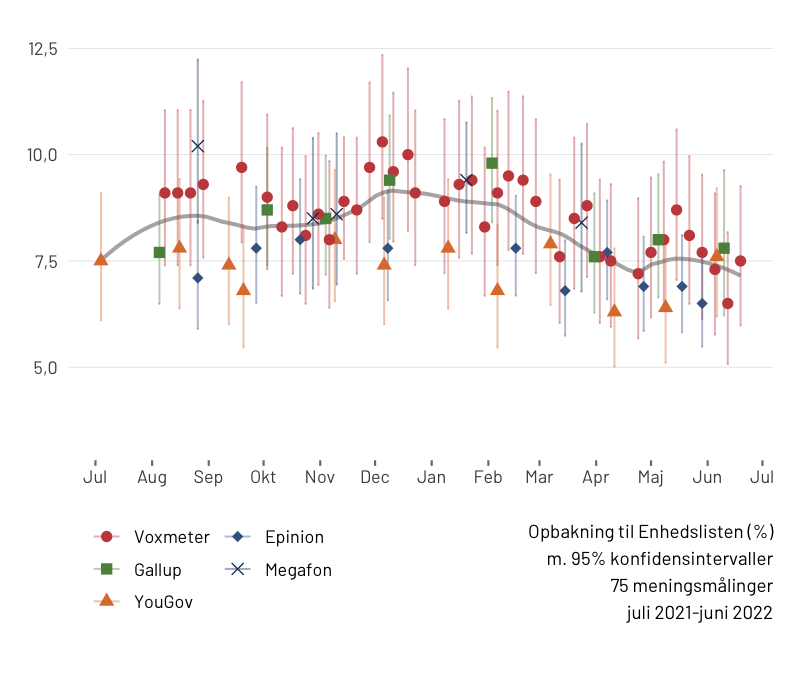 12,5
10,0
7,5
5,0
Jul Aug Sep Okt Nov Dec Jan Feb Mar Apr Maj Jun Jul
Voxmeter Epinion
Gallup Megafon
YouGov
Opbakning til Enhedslisten (%)
m. 95% konfidensintervaller
75 meningsmålinger
juli 2021-juni 2022